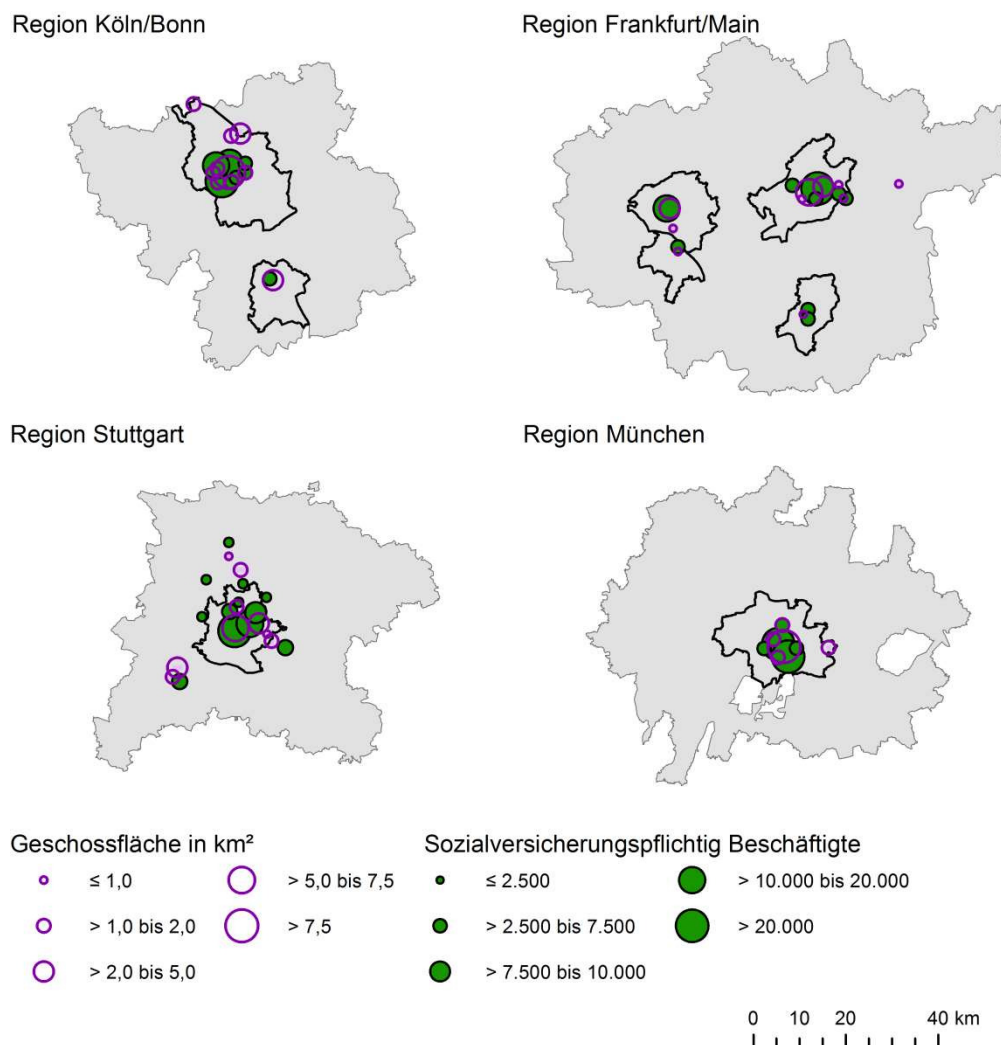 Region Köln/Bonn
Region Frankfurt/Main
Region Stuttgart
Region München
Geschossfläche in km²
≤ 1,0
> 1,0 bis 2,0
> 2,0 bis 5,0
> 5,0 bis 7,5
> 7,5
Sozialversicherungspflichtig Beschäftigte
≤ 2.500
> 2.500 bis 7.500
> 7.500 bis 10.000
> 10.000 bis 20.000
> 20.000
0 10 20 40 km